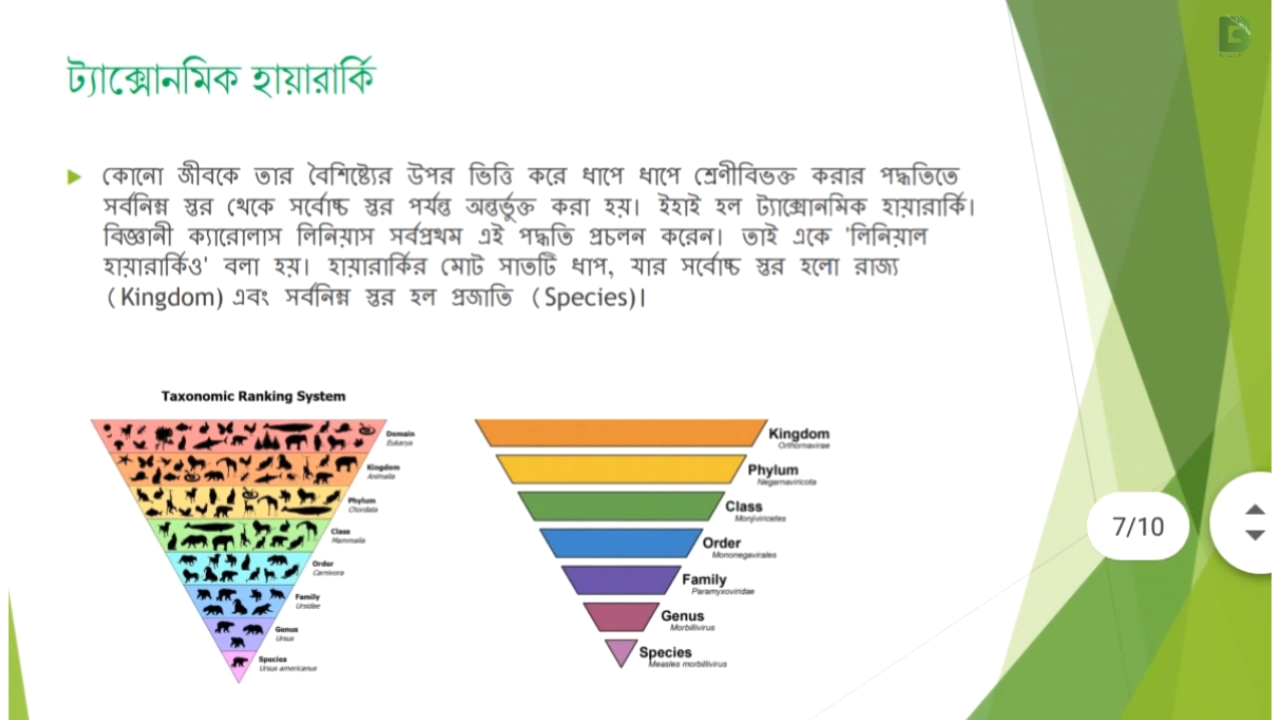 ট্যাক্সোনমিক হায়ারার্কি
কোনো জীবকে তার বৈশিষ্ট্যের উপর ভিত্তি করে ধাপে ধাপে শ্রেণীবিভক্ত করার পদ্ধতিতে
সর্বনিম্ন স্তর থেকে সর্বোচ্চ স্তর পর্যন্ত অন্তর্ভুক্ত করা হয়। ইহাই হল ট্যাক্সোনমিক হায়ারার্কি।
বিজ্ঞানী ক্যারোলাস লিনিয়াস সর্বপ্রথম এই পদ্ধতি প্রচলন করেন। তাই একে 'লিনিয়াল
হায়ারার্কিও' বলা হয়। হায়ারার্কির মোট সাতটি ধাপ, যার সর্বোচ্চ স্তর হলো রাজ্য
(Kingdom) এবং সর্বনিম্ন স্তর হল প্রজাতি (Species)।
Taxonomic Ranking System
Domain
Eukarya
Kingdom
Animalia
Phylum
Chordata
Class
Mammalia
Order
Carnivora
Family
Ursidae
Genus
Ursus
Species
Ursus americanus
Kingdom
Orthornavirae
Phylum
Negarnaviricota
Class
Monjiviricetes
Order
Mononegavirales
Family
Paramyxoviridae
Genus
Morbillivirus
Species
Measles morbillivirus
7/10